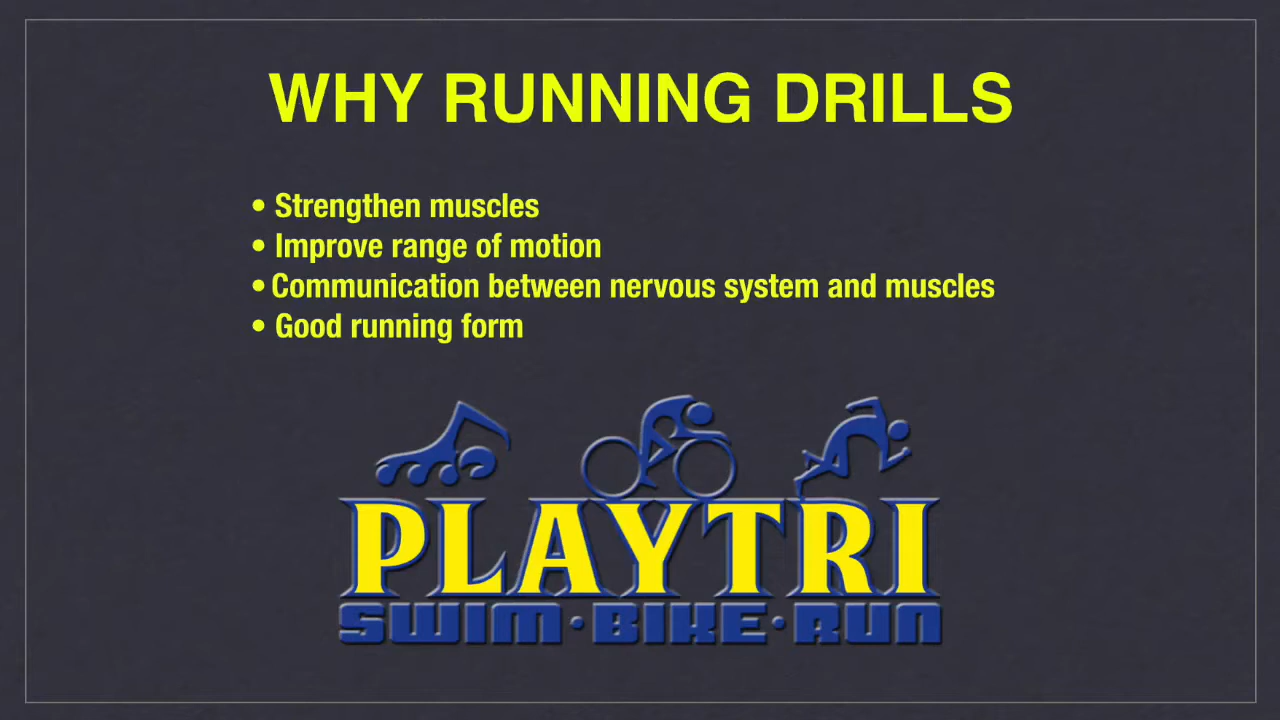 WHY RUNNING DRILLS
• Strengthen muscles
• Improve range of motion
• Communication between nervous system and muscles
• Good running form
PLAYTRI
SWIM·BIKE·RUN